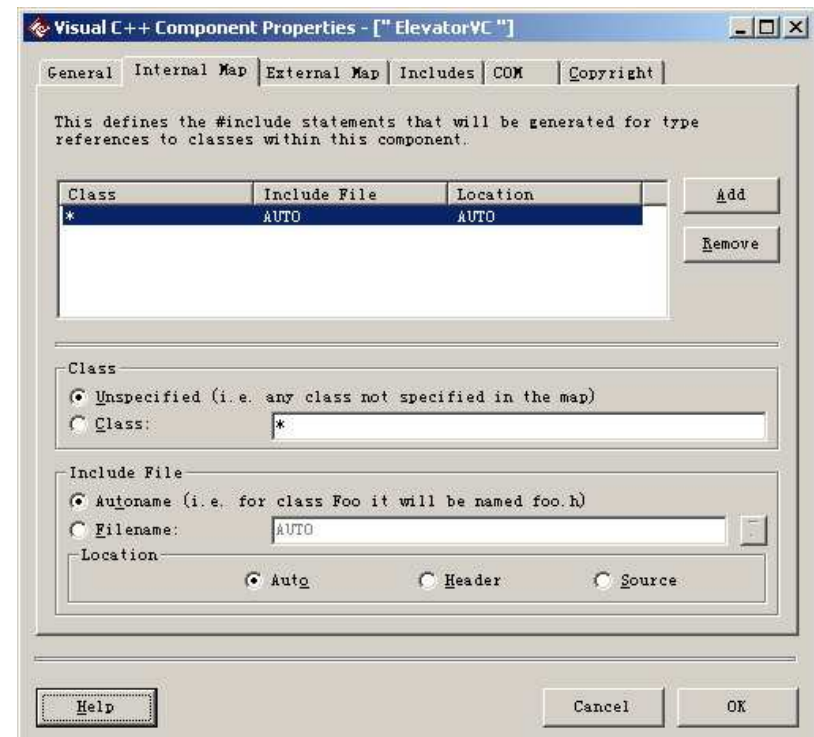 Visual C++ Component Properties - [" ElevatorVC "]
General Internal Map External Map Includes COM Copyright
This defines the #include statements that will be generated for type
references to classes within this component.
Class Include File Location
* AUTO AUTO
Add
Remove
Class
Unspecified (i.e. any class not specified in the map)
Class: *
Include File
Autoname (i.e. for class Foo it will be named foo.h)
Filename: AUTO
Location
Auto Header Source
Help Cancel OK